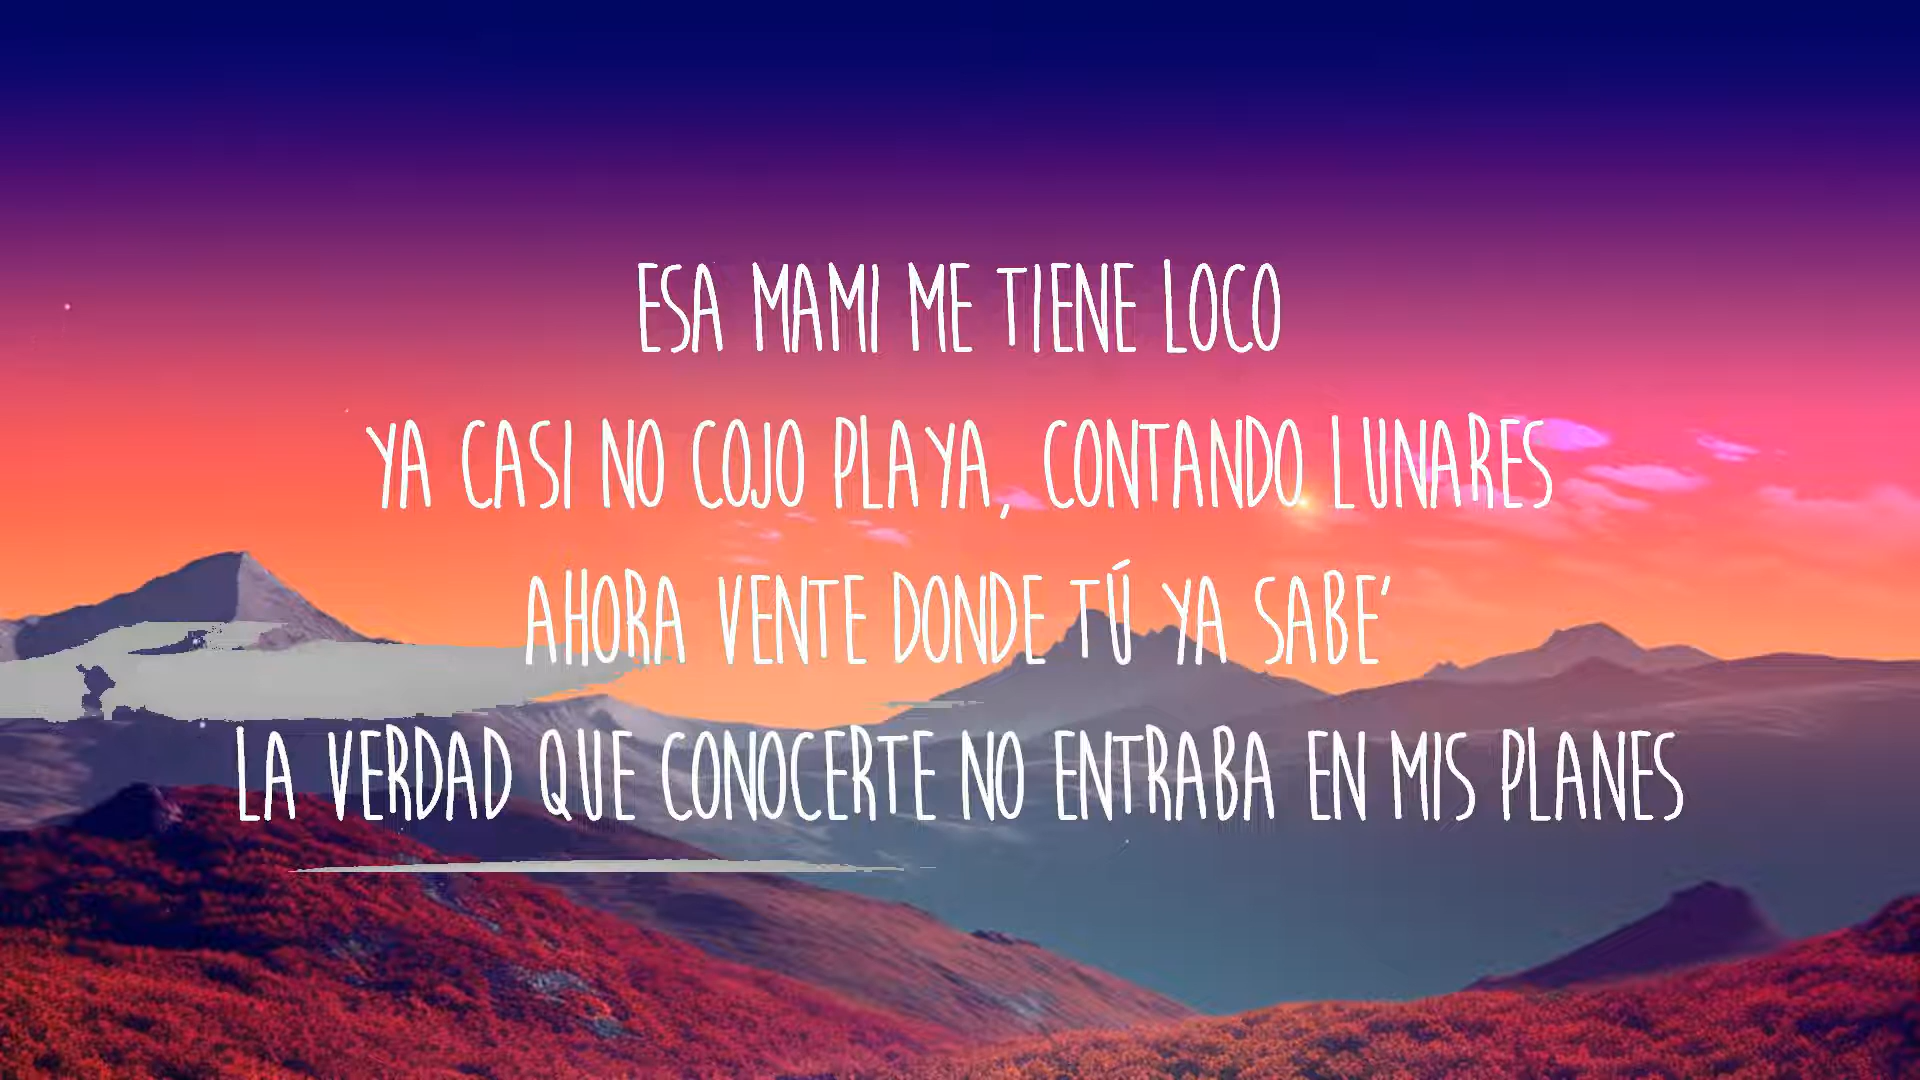 ESA MAMI ME TIENE LOCO
YA CASI NO COJO PLAYA, CONTANDO LUNARES
AHORA VENTE DONDE TÚ YA SABE'
LA VERDAD QUE CONOCERTE NO ENTRABA EN MIS PLANES